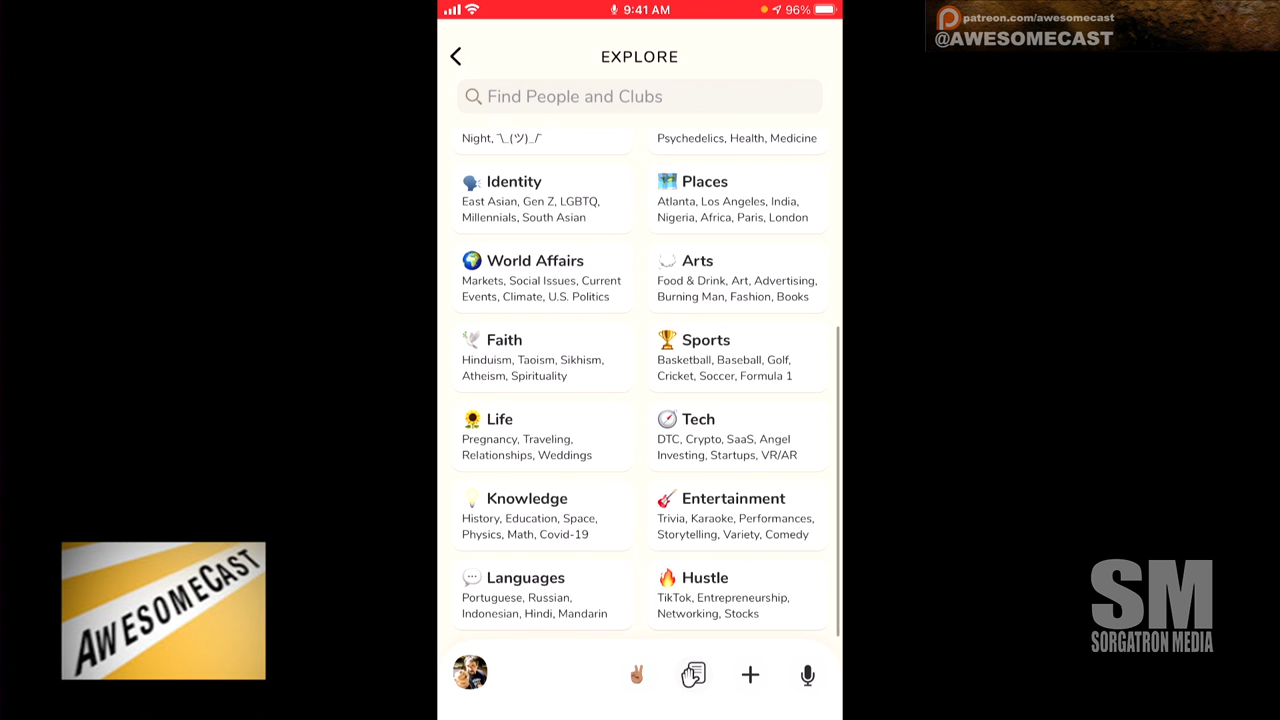 9:41 AM
96%
patreon.com/awesomecast
@AWESOMECAST
EXPLORE
Find People and Clubs
Night, ¯\_(ツ)_/¯
Psychedelics, Health, Medicine
Identity
East Asian, Gen Z, LGBTQ,
Millennials, South Asian
Places
Atlanta, Los Angeles, India,
Nigeria, Africa, Paris, London
World Affairs
Markets, Social Issues, Current
Events, Climate, U.S. Politics
Arts
Food & Drink, Art, Advertising,
Burning Man, Fashion, Books
Faith
Hinduism, Taoism, Sikhism,
Atheism, Spirituality
Sports
Basketball, Baseball, Golf,
Cricket, Soccer, Formula 1
Life
Pregnancy, Traveling,
Relationships, Weddings
Tech
DTC, Crypto, SaaS, Angel
Investing, Startups, VR/AR
Knowledge
History, Education, Space,
Physics, Math, Covid-19
Entertainment
Trivia, Karaoke, Performances,
Storytelling, Variety, Comedy
Languages
Portuguese, Russian,
Indonesian, Hindi, Mandarin
Hustle
TikTok, Entrepreneurship,
Networking, Stocks
AWESOMECAST
SM
SORGATRON MEDIA